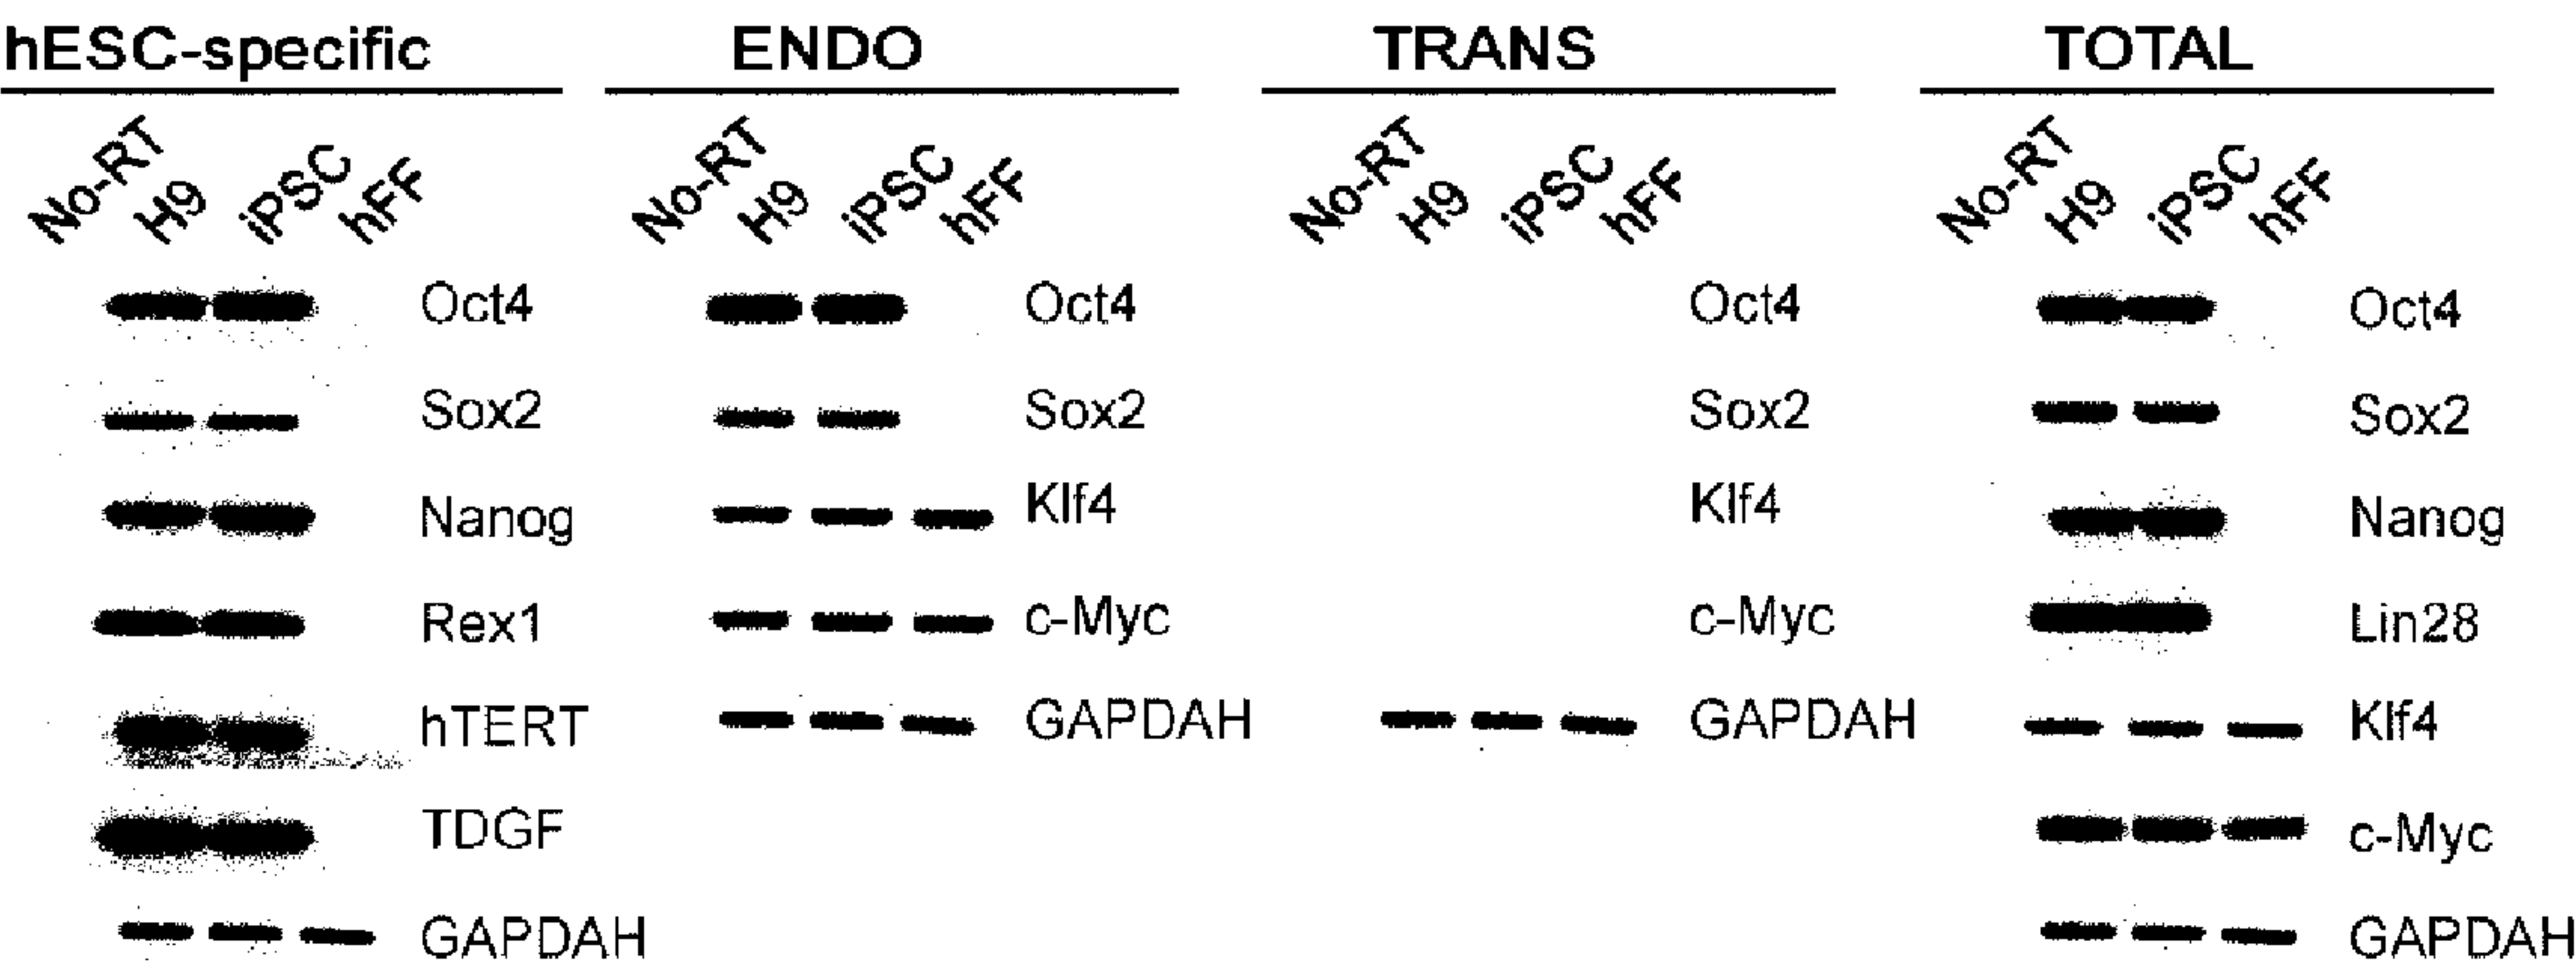 hESC-specific
No-RT H9 iPSC hFF
Oct4
Sox2
Nanog
Rex1
hTERT
TDGF
GAPDAH
ENDO
No-RT H9 iPSC hFF
Oct4
Sox2
Klf4
c-Myc
GAPDAH
TRANS
No-RT H9 iPSC hFF
Oct4
Sox2
Klf4
c-Myc
GAPDAH
TOTAL
No-RT H9 iPSC hFF
Oct4
Sox2
Nanog
Lin28
Klf4
c-Myc
GAPDAH